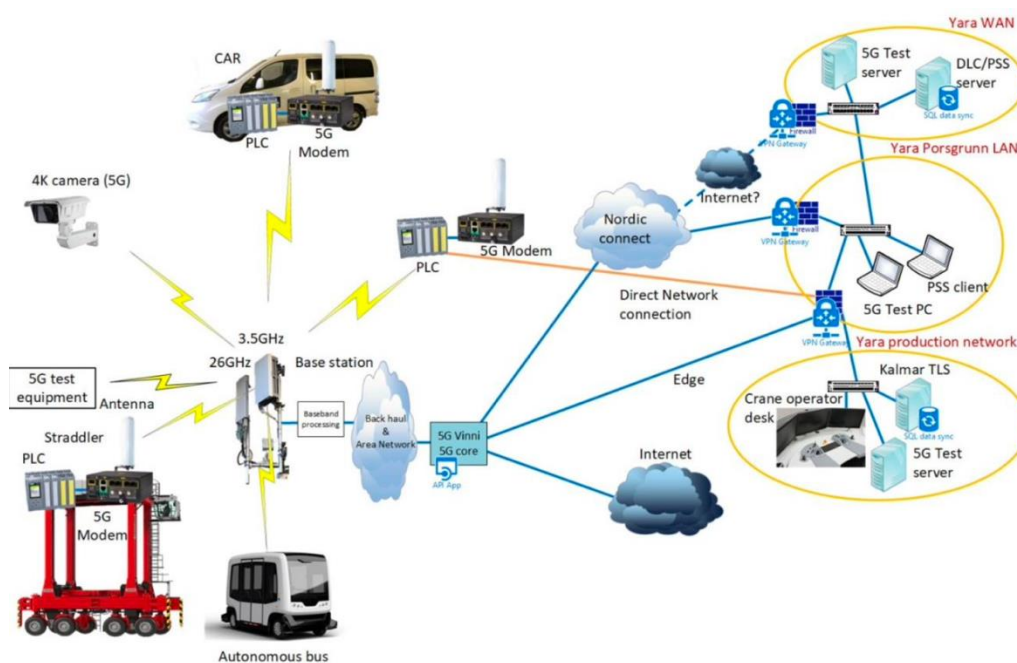 CAR
PLC
5G
Modem
4K camera (5G)
PLC
5G Modem
3.5GHz
26GHz
Base station
5G test
equipment
Antenna
Straddler
PLC
5G
Modem
Baseband
processing
Back haul
&
Area Network
5G Vinni
5G core
API App
Autonomous bus
Nordic
connect
Internet?
Direct Network
connection
Edge
Internet
Yara WAN
5G Test
server
DLC/PSS
server
SQL data sync
Firewall
VPN Gateway
Yara Porsgrunn LAN
Firewall
VPN Gateway
PSS client
5G Test PC
VPN Gateway
Yara production network
Kalmar TLS
Crane operator
desk
SQL data sync
5G Test
server